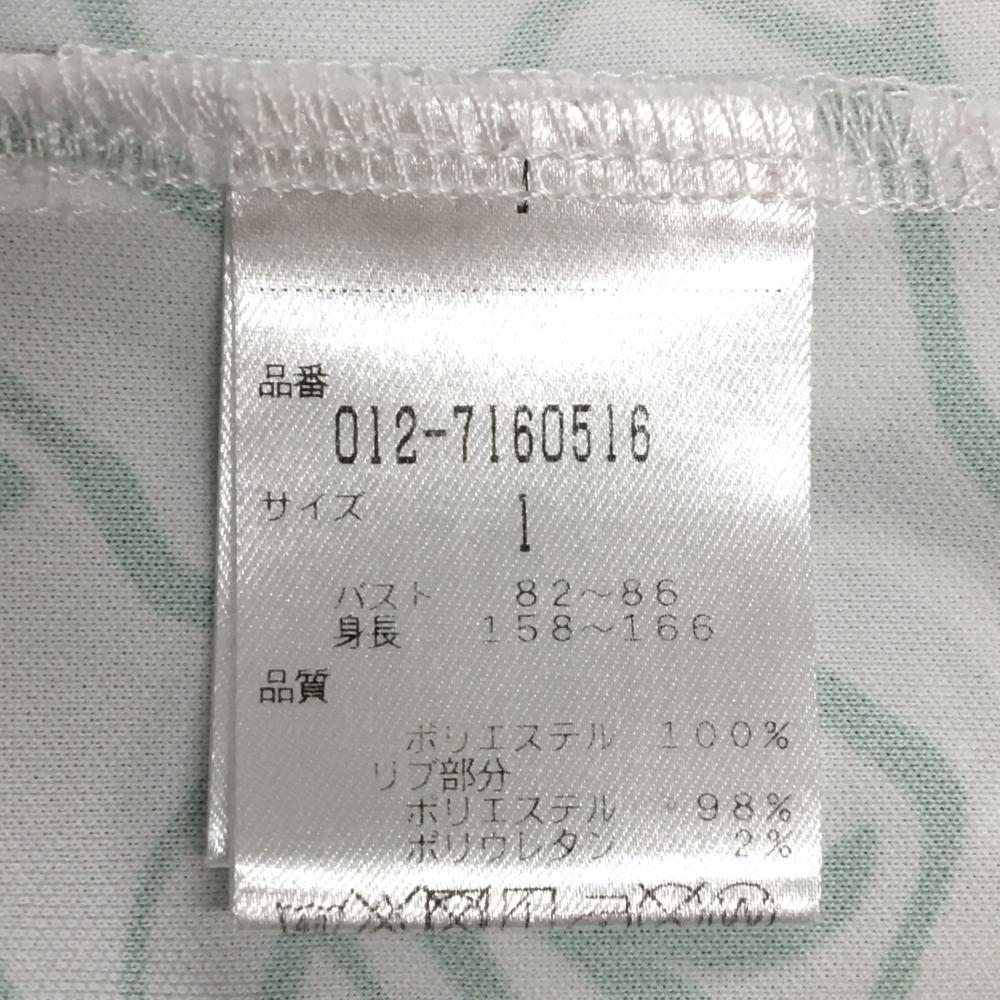 品番
012-7160516
サイズ 1
バスト 82～86
身長 158～166
品質
ポリエステル 100%
リブ部分
ポリエステル 98%
ポリウレタン 2%